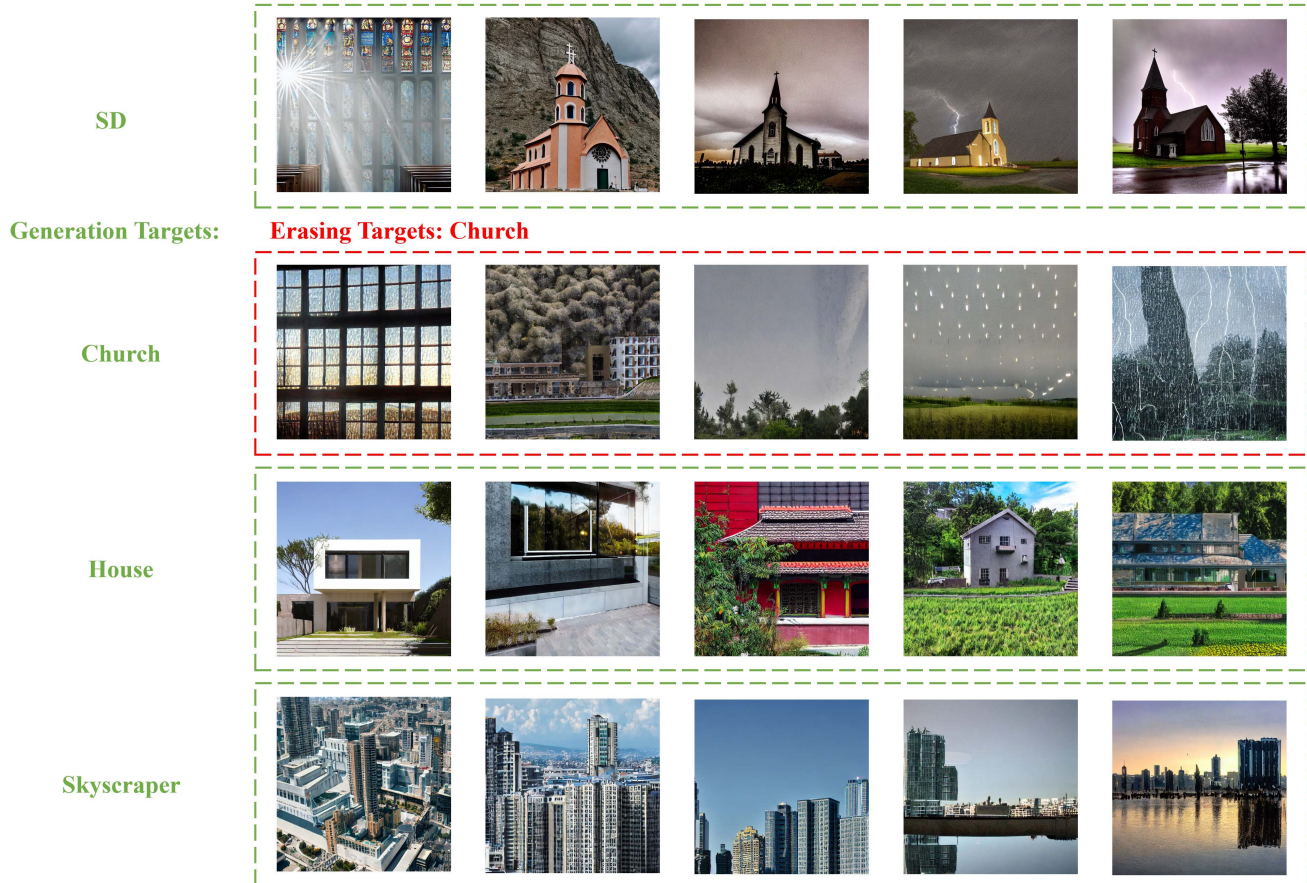 SD
Generation Targets:
Erasing Targets: Church
Church
House
Skyscraper